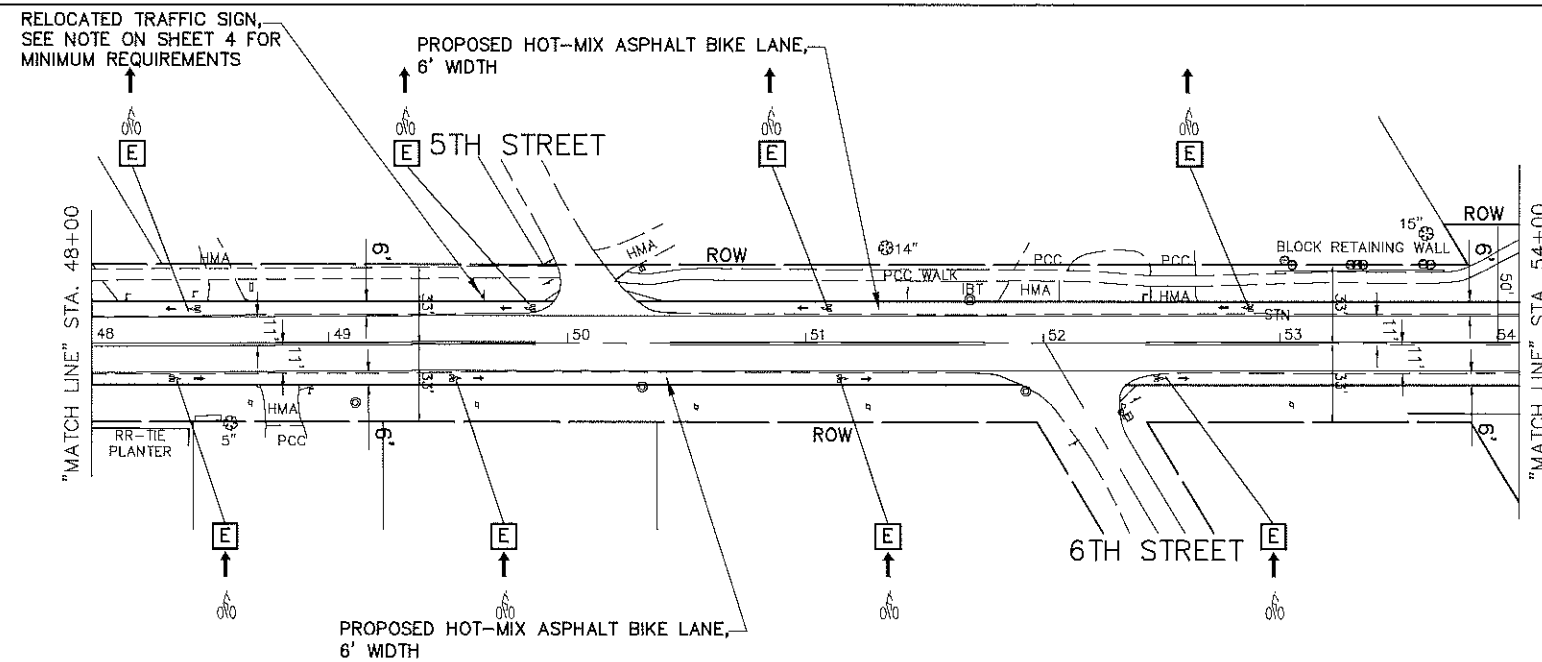 RELOCATED TRAFFIC SIGN,
SEE NOTE ON SHEET 4 FOR
MINIMUM REQUIREMENTS
PROPOSED HOT-MIX ASPHALT BIKE LANE,
6' WIDTH
E
E
E
E
5TH STREET
"MATCH LINE" STA. 48+00
HMA
6'
HMA
ROW
14"
PCC WALK
PCC
PCC
15"
ROW
BLOCK RETAINING WALL
6'
"MATCH LINE" STA 54+00
33'
IBT
HMA
HMA
33'
50'
STN
48
49
50
51
52
53
54
11'
11'
11'
11'
33'
33'
HMA
RR-TIE
PLANTER
5"
PCC
6'
ROW
6'
E
E
E
E
6TH STREET
PROPOSED HOT-MIX ASPHALT BIKE LANE,
6' WIDTH